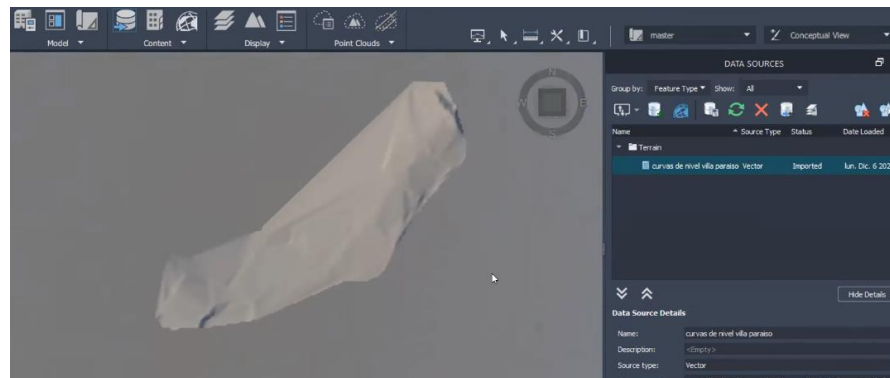 Model
Content
Display
Point Clouds
master
Conceptual View
DATA SOURCES
Group by: Feature Type Show: All
Name Source Type Status Date Loaded
Terrain
curvas de nivel villa paraiso Vector Imported lun. Dic. 6 202
Hide Details
Data Source Details
Name: curvas de nivel villa paraiso
Description: <Empty>
Source type: Vector